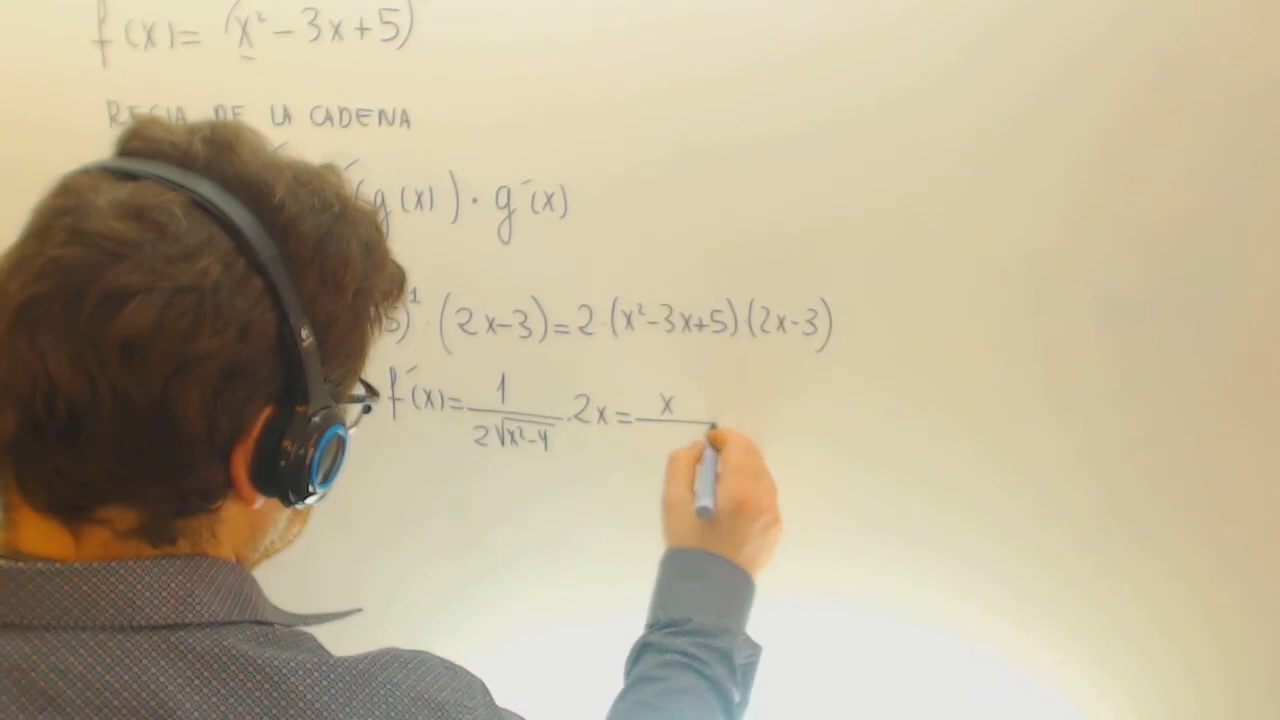 f(x)= (x²-3x+5)
REGLA DE LA CADENA
(g(x))·g´(x)
5)¹·(2x-3)=2·(x²-3x+5)(2x-3)
f´(x)=1/(2√x²-4)·2x=x